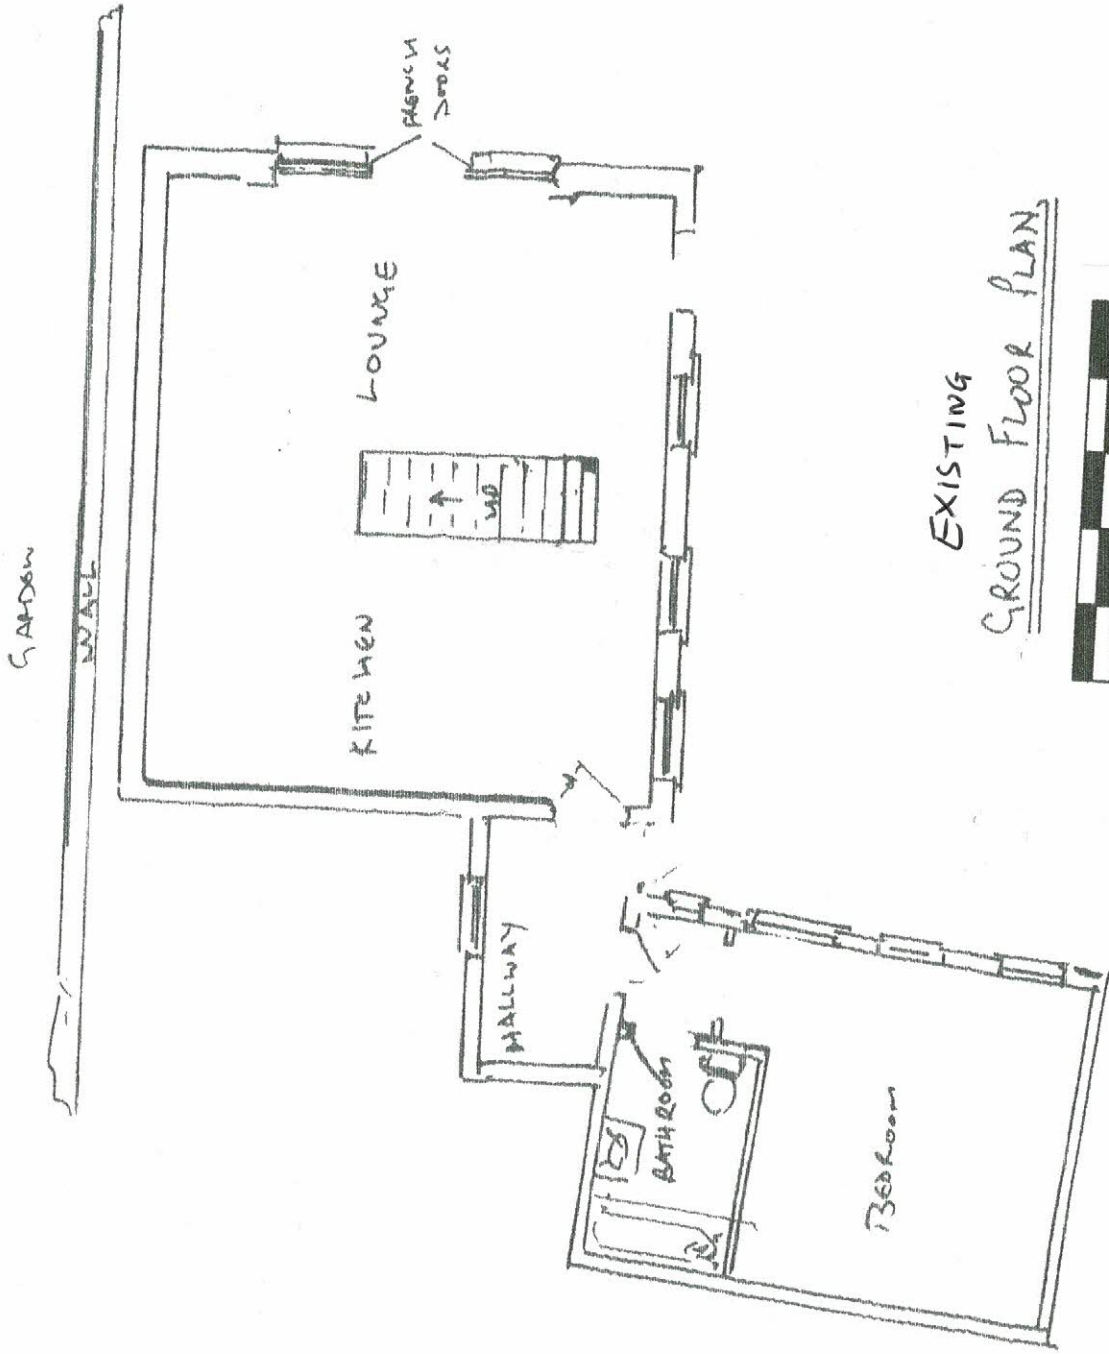 GARDEN
WALL
FRENCH
DOORS
LOUNGE
UP
KITCHEN
HALLWAY
BATHROOM
BEDROOM
EXISTING
GROUND FLOOR PLAN